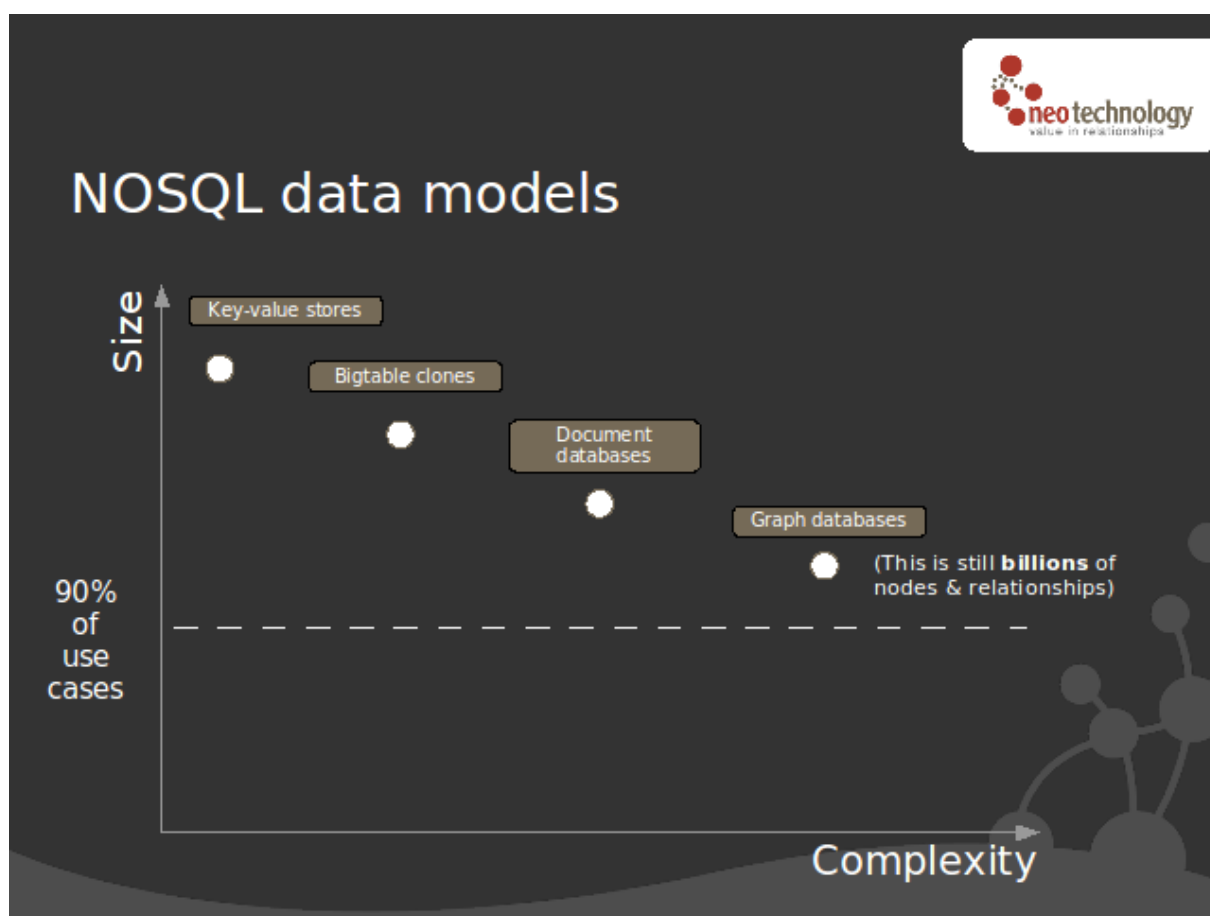 neo technology
value in relationships
NOSQL data models
Size
Key-value stores
Bigtable clones
Document
databases
Graph databases
(This is still billions of
nodes & relationships)
90%
of
use
cases
Complexity